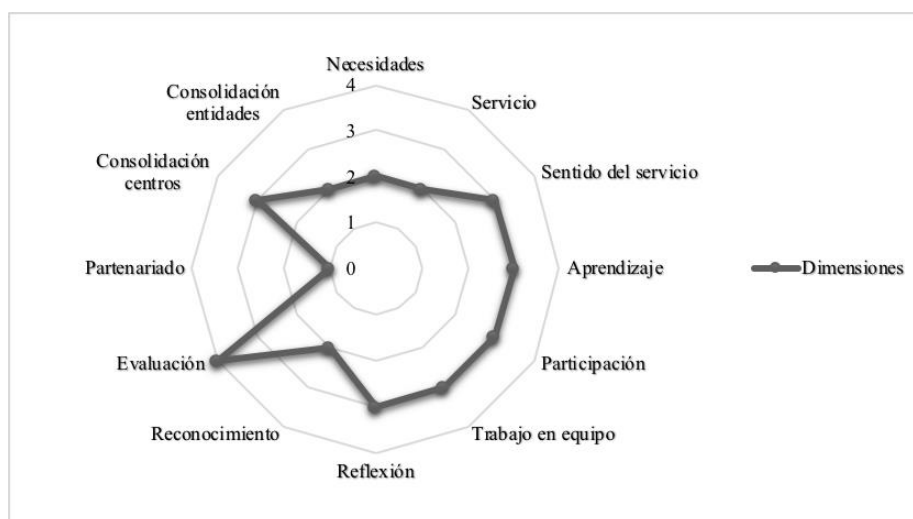 Necesidades
Consolidación
entidades
4
Servicio
3
Consolidación
centros
2
Sentido del servicio
1
Partenariado
0
Aprendizaje
Dimensiones
Evaluación
Participación
Reconocimiento
Trabajo en equipo
Reflexión